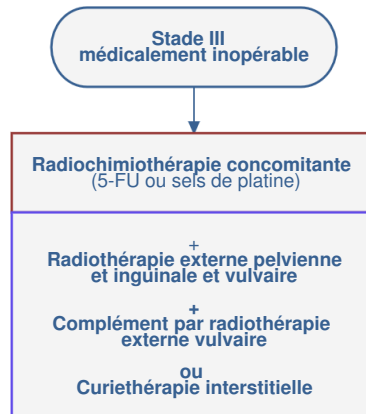 Stade III
médicalement inopérable
Radiochimiothérapie concomitante
(5-FU ou sels de platine)
+
Radiothérapie externe pelvienne
et inguinale et vulvaire
+
Complément par radiothérapie
externe vulvaire
ou
Curiethérapie interstitielle